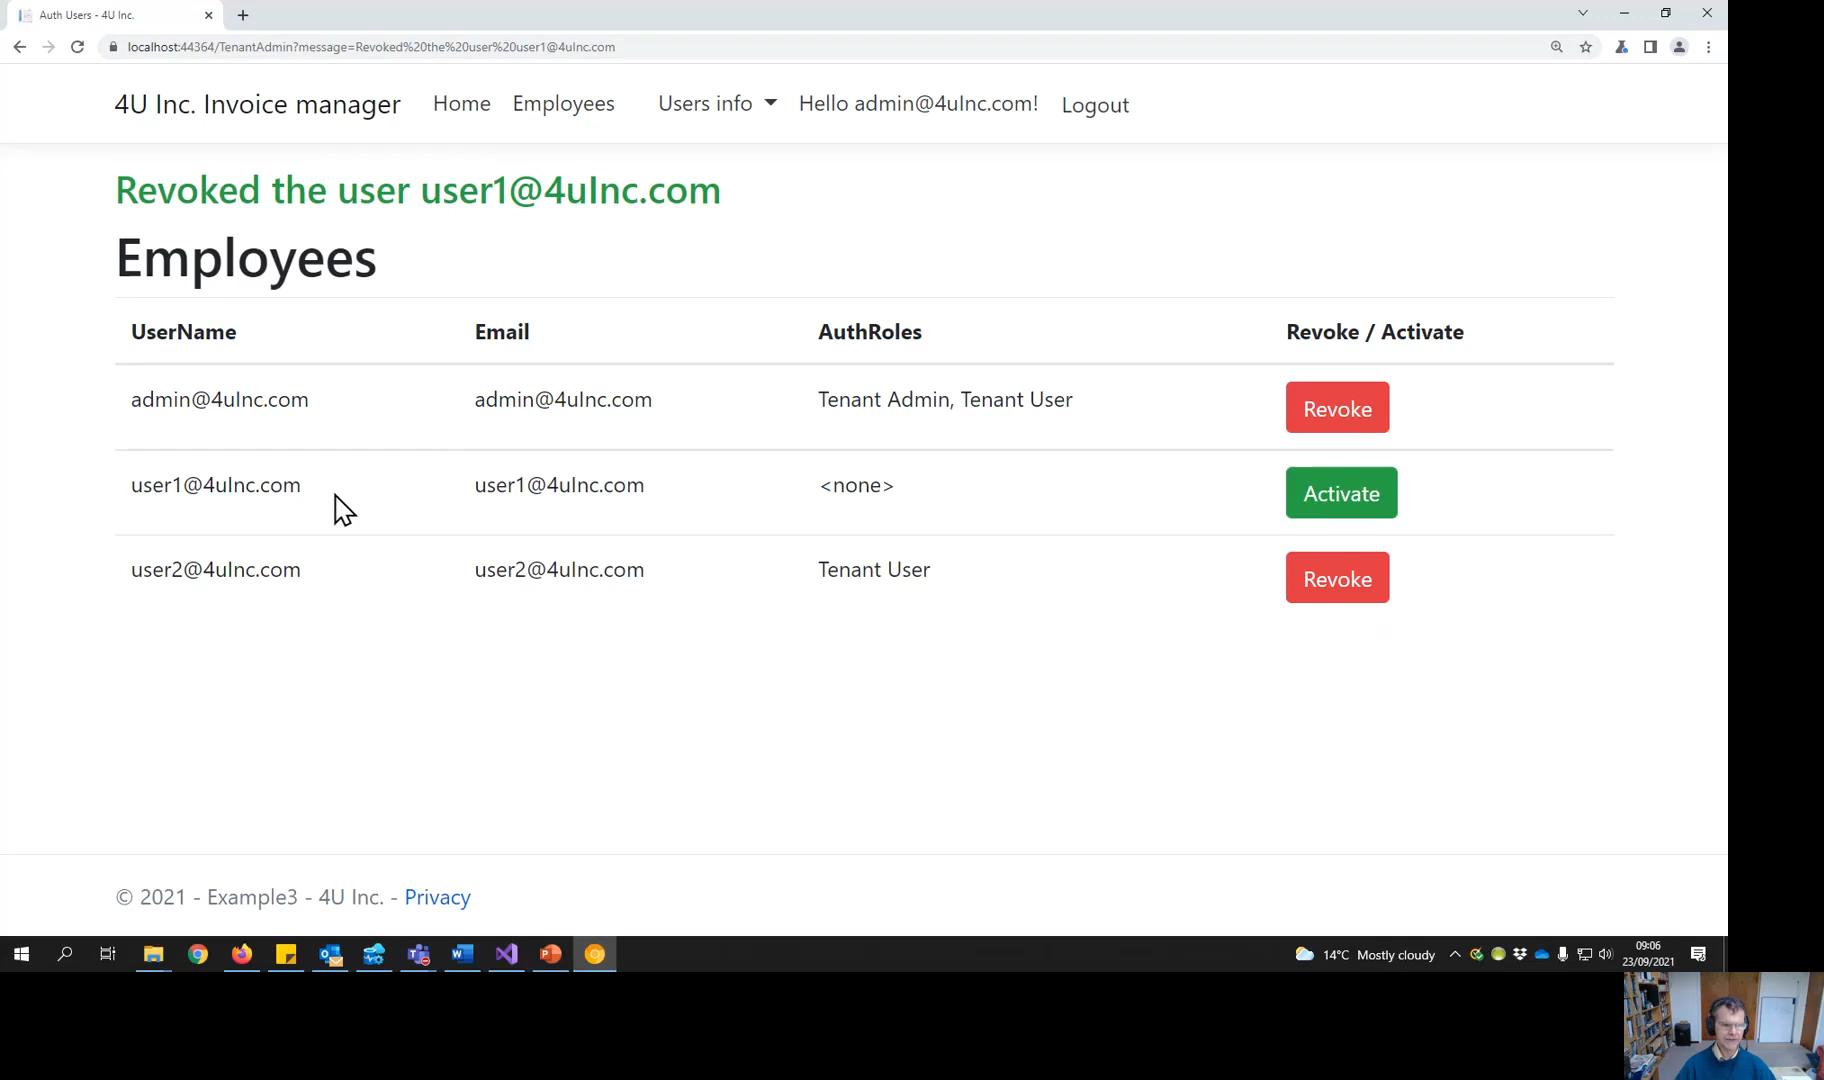 Auth Users - 4U Inc.
localhost:44364/TenantAdmin?message=Revoked%20the%20user%20user1@4uInc.com
4U Inc. Invoice manager Home Employees Users info Hello admin@4uInc.com! Logout
Revoked the user user1@4uInc.com
Employees
UserName Email AuthRoles Revoke / Activate
admin@4uInc.com admin@4uInc.com Tenant Admin, Tenant User Revoke
user1@4uInc.com user1@4uInc.com <none> Activate
user2@4uInc.com user2@4uInc.com Tenant User Revoke
© 2021 - Example3 - 4U Inc. - Privacy
14°C Mostly cloudy 09:06
23/09/2021